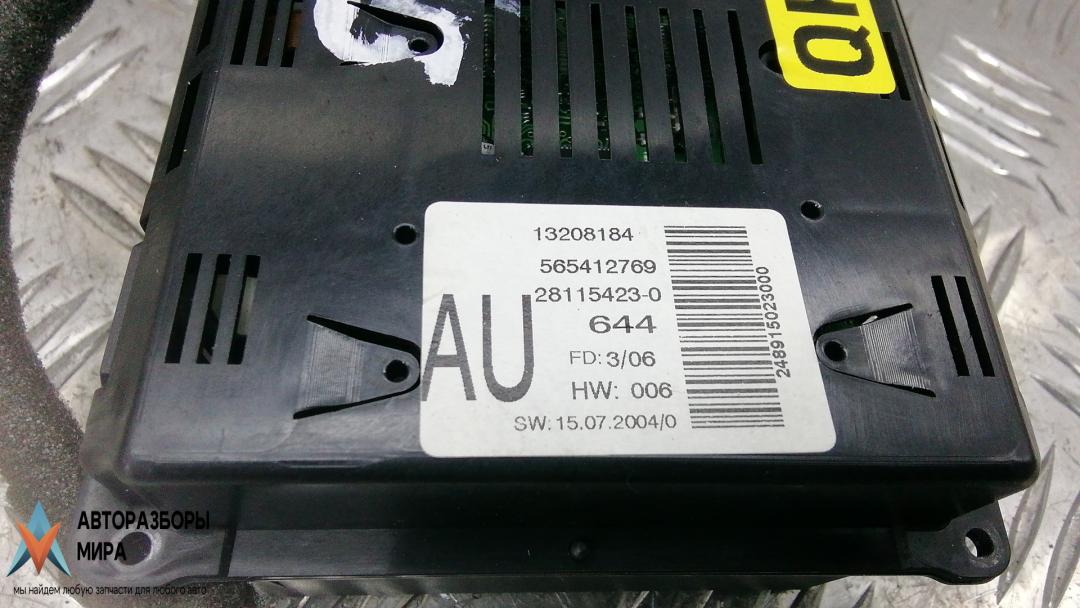 13208184
565412769
28115423-0
AU
644
FD: 3/06
HW: 006
SW: 15.07.2004/0
248915023000
АВТОРАЗБОРЫ
МИРА
мы найдем любую запчасти для любого авто